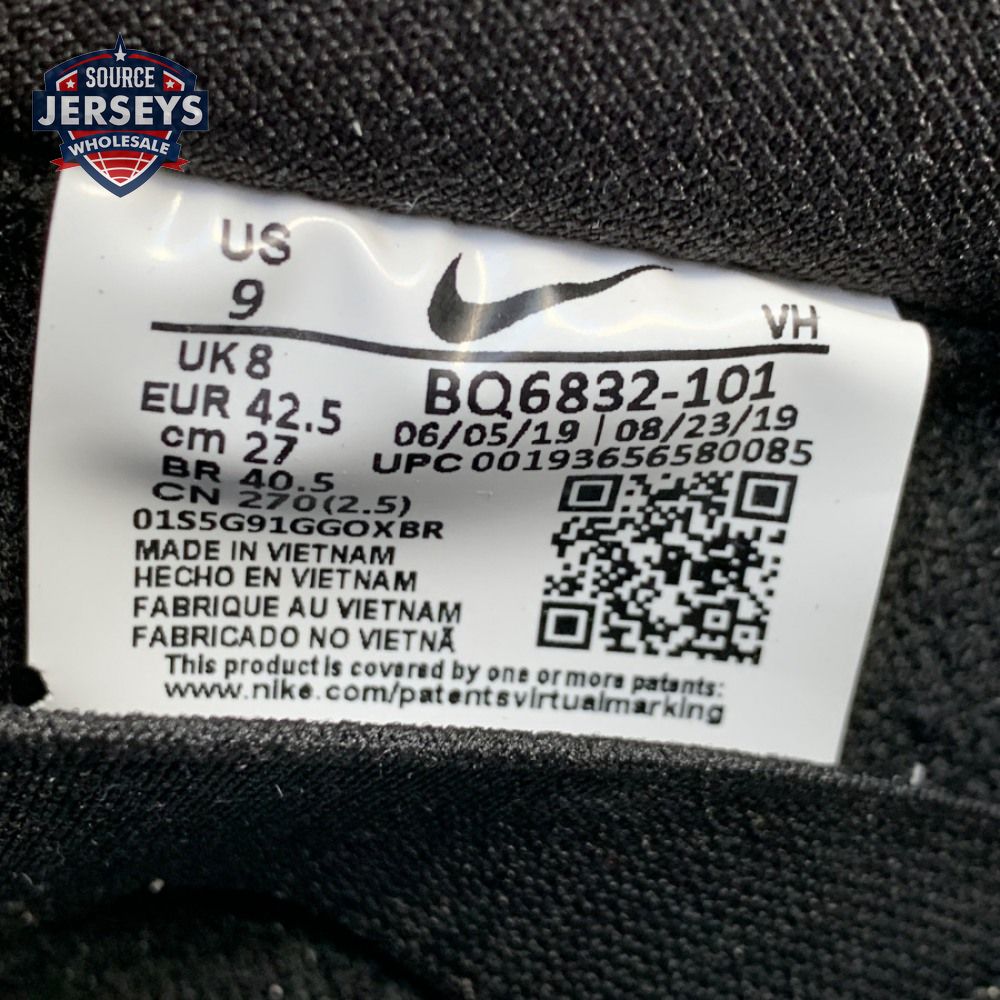 SOURCE
JERSEYS
WHOLESALE
US
9
VH
UK 8
EUR 42.5
cm 27
BR 40.5
CN 270(2.5)
BQ6832-101
06/05/19 | 08/23/19
UPC 00193656580085
01S5G91GGOXBR
MADE IN VIETNAM
HECHO EN VIETNAM
FABRIQUE AU VIETNAM
FABRICADO NO VIETNÃ
This product is covered by one or more patents:
www.nike.com/patentsvirtualmarking